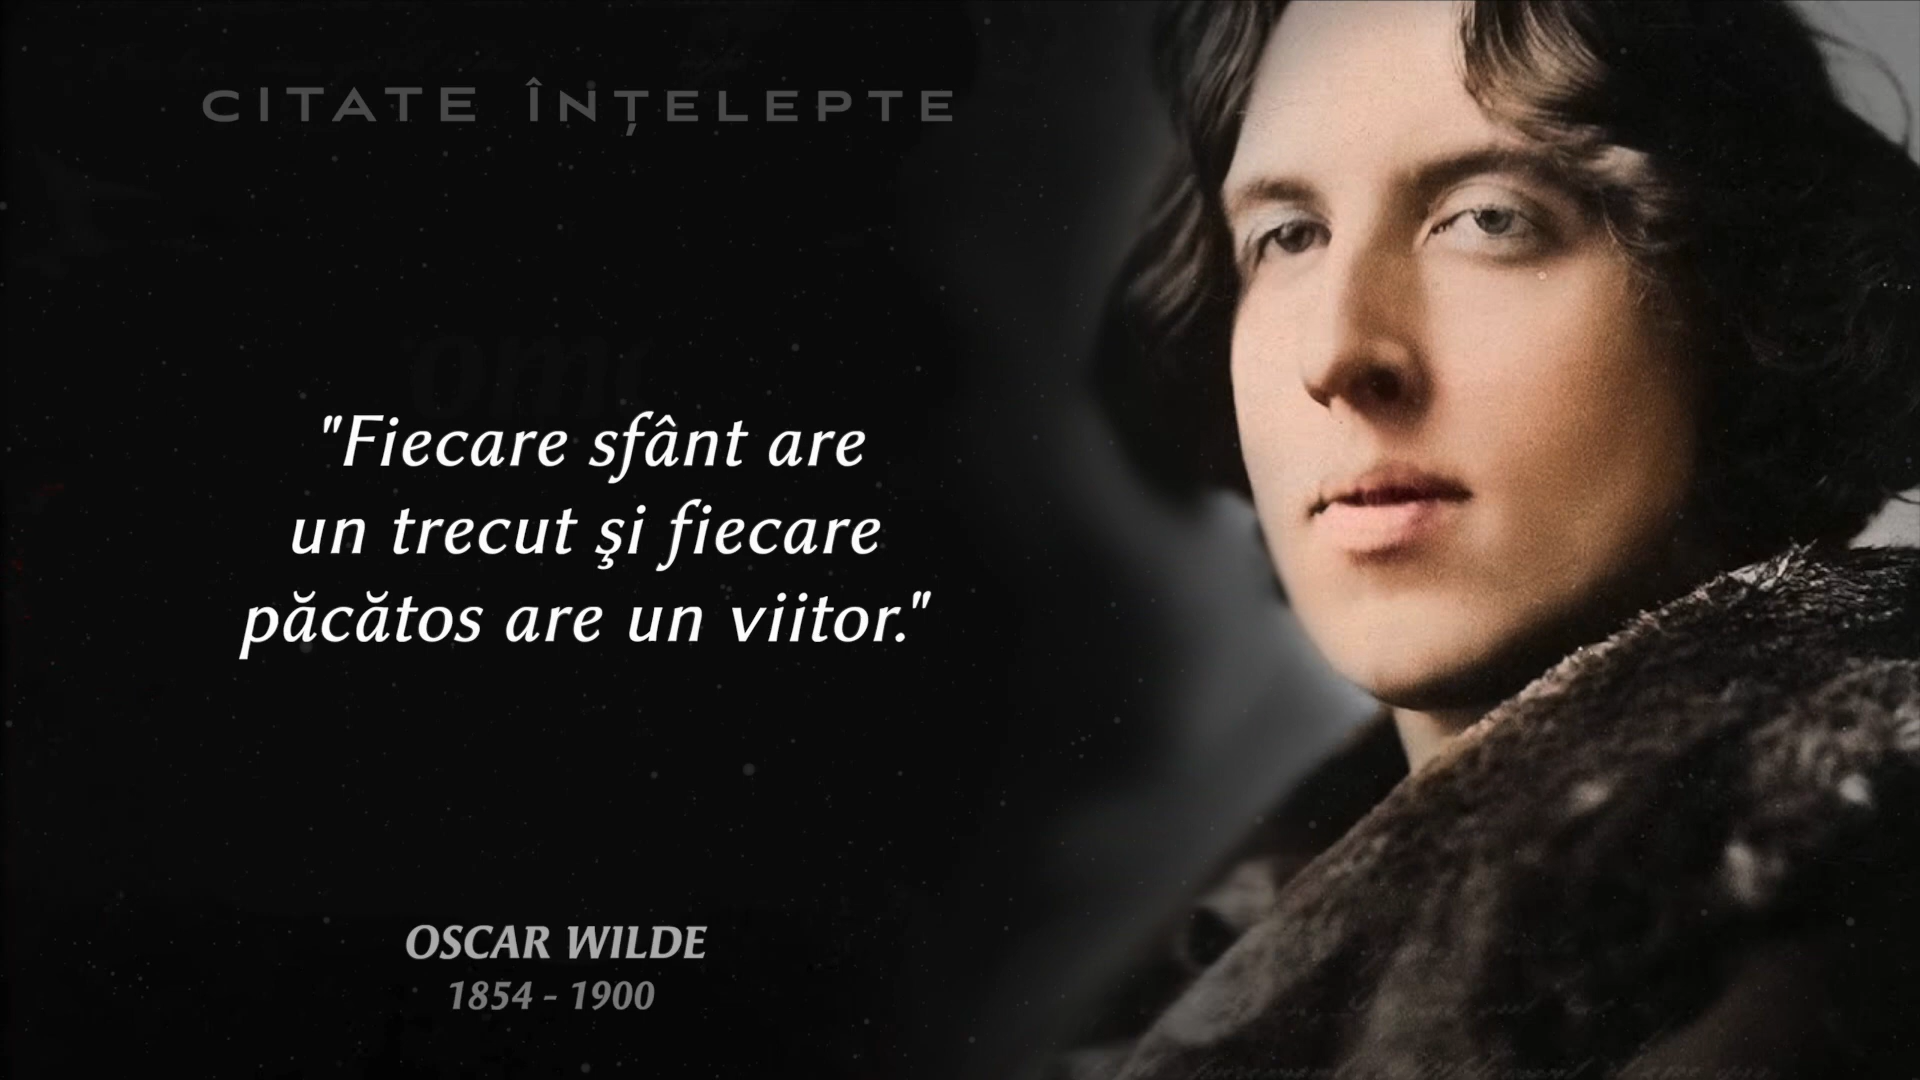 CITATE ÎNȚELEPTE
"Fiecare sfânt are
un trecut şi fiecare
păcătos are un viitor."
OSCAR WILDE
1854 - 1900